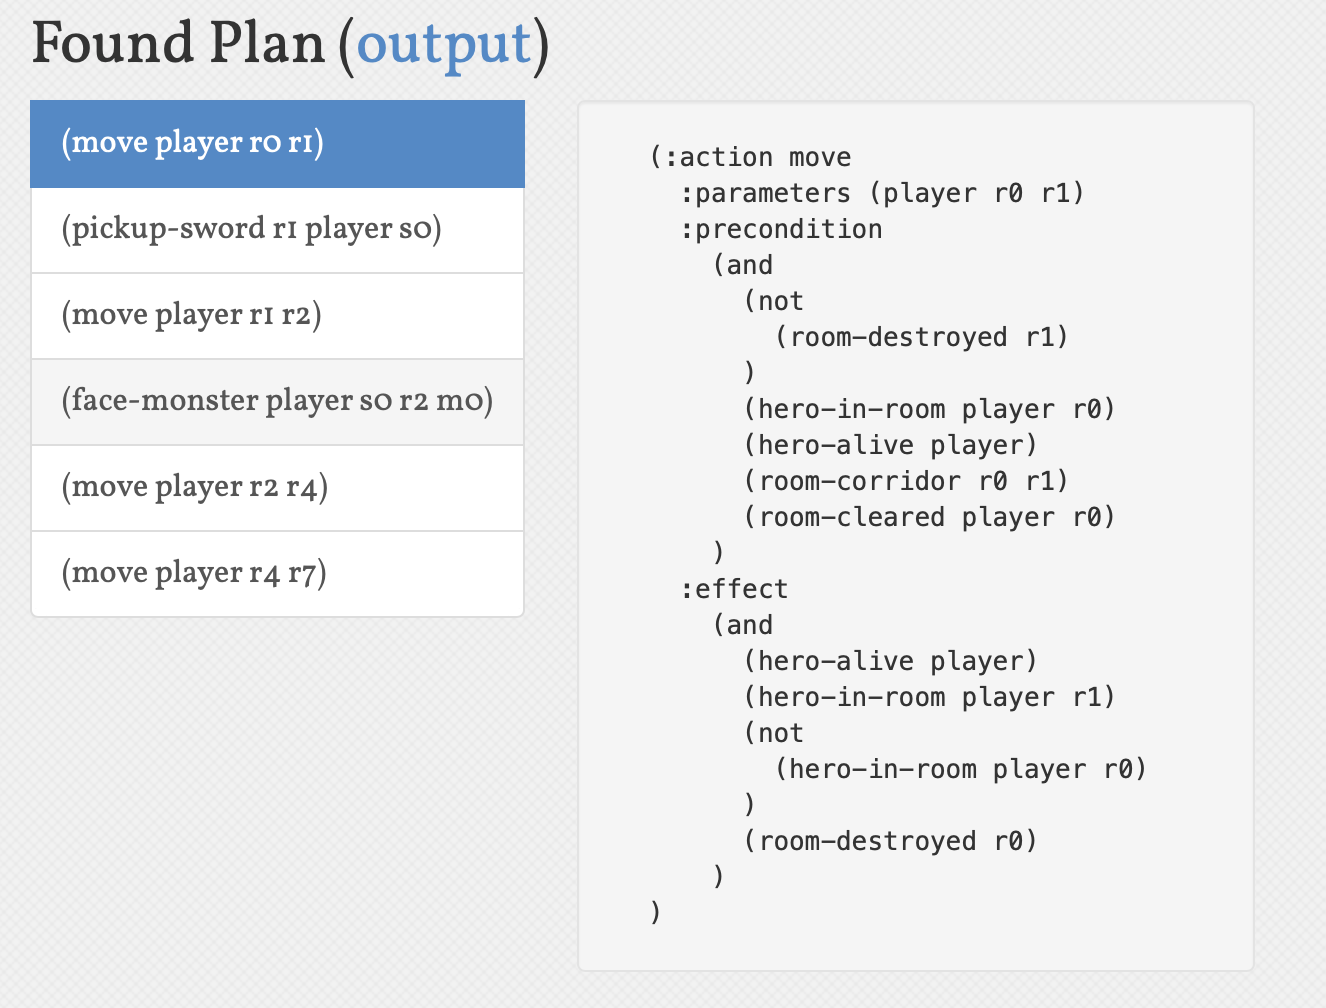 Found Plan (output)
(move player r0 r1)
(pickup-sword r1 player s0)
(move player r1 r2)
(face-monster player s0 r2 m0)
(move player r2 r4)
(move player r4 r7)
(:action move
  :parameters (player r0 r1)
  :precondition
    (and
      (not
        (room-destroyed r1)
      )
      (hero-in-room player r0)
      (hero-alive player)
      (room-corridor r0 r1)
      (room-cleared player r0)
    )
  :effect
    (and
      (hero-alive player)
      (hero-in-room player r1)
      (not
        (hero-in-room player r0)
      )
      (room-destroyed r0)
    )
)